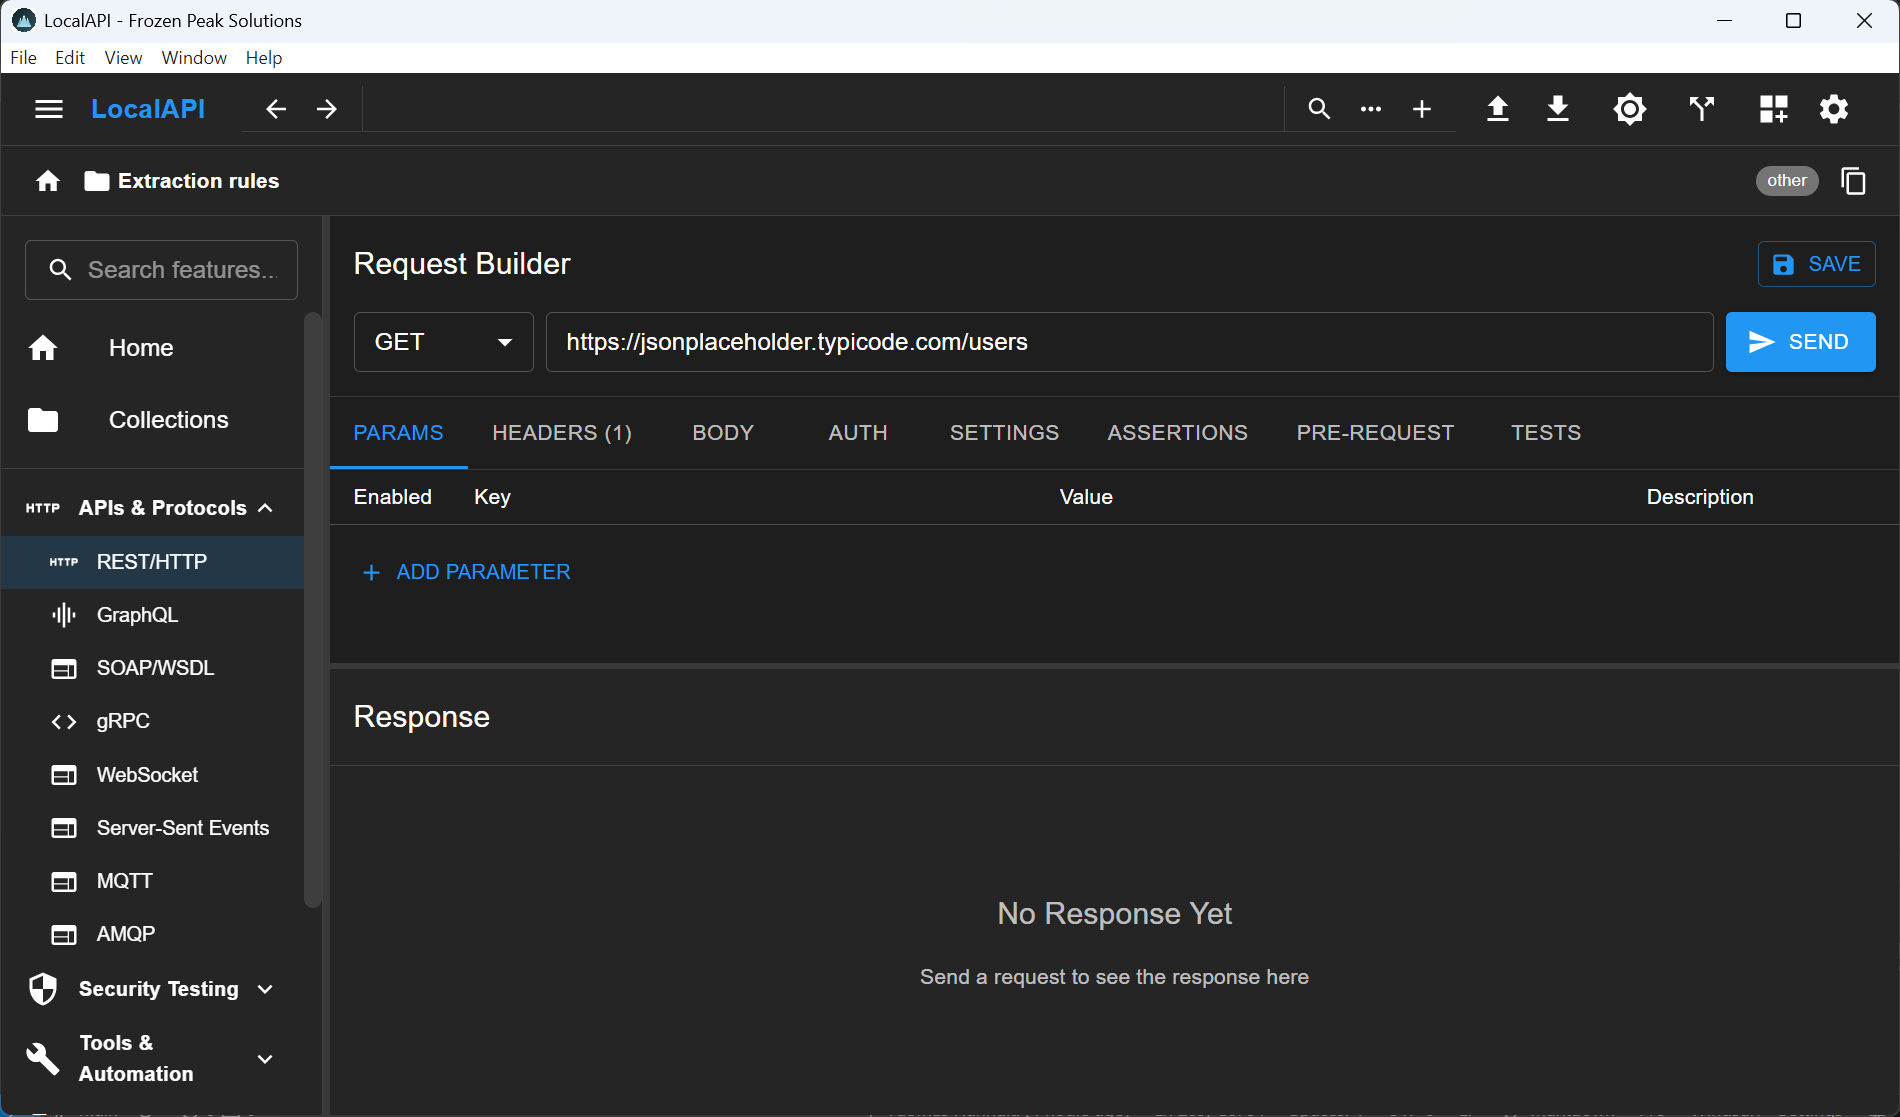 LocalAPI - Frozen Peak Solutions
File Edit View Window Help
LocalAPI
Extraction rules
other
Search features...
Home
Collections
HTTP APIs & Protocols
HTTP REST/HTTP
GraphQL
SOAP/WSDL
gRPC
WebSocket
Server-Sent Events
MQTT
AMQP
Security Testing
Tools &
Automation
Request Builder
SAVE
GET https://jsonplaceholder.typicode.com/users SEND
PARAMS HEADERS (1) BODY AUTH SETTINGS ASSERTIONS PRE-REQUEST TESTS
Enabled Key Value Description
+ ADD PARAMETER
Response
No Response Yet
Send a request to see the response here